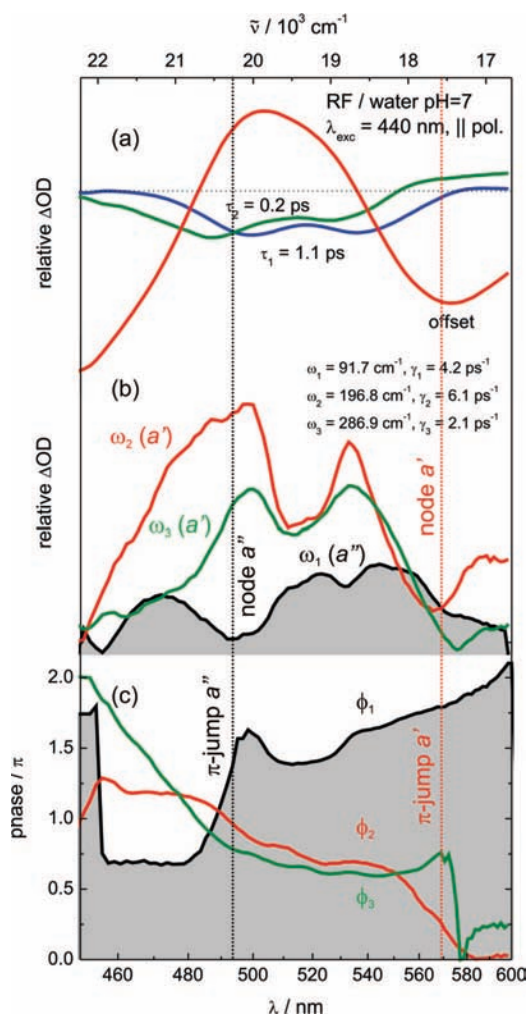 ν̃ / 10³ cm⁻¹
22 21 20 19 18 17
RF / water pH=7
λexc = 440 nm, || pol.
(a)
τ₂ = 0.2 ps
τ₁ = 1.1 ps
offset
relative ΔOD
(b)
ω₁ = 91.7 cm⁻¹, γ₁ = 4.2 ps⁻¹
ω₂ = 196.8 cm⁻¹, γ₂ = 6.1 ps⁻¹
ω₃ = 286.9 cm⁻¹, γ₃ = 2.1 ps⁻¹
ω₂ (a')
ω₃ (a')
ω₁ (a'')
node a''
node a'
relative ΔOD
(c)
2.0
1.5
1.0
0.5
0.0
phase / π
π-jump a''
π-jump a'
ϕ₁
ϕ₂
ϕ₃
460 480 500 520 540 560 580 600
λ / nm